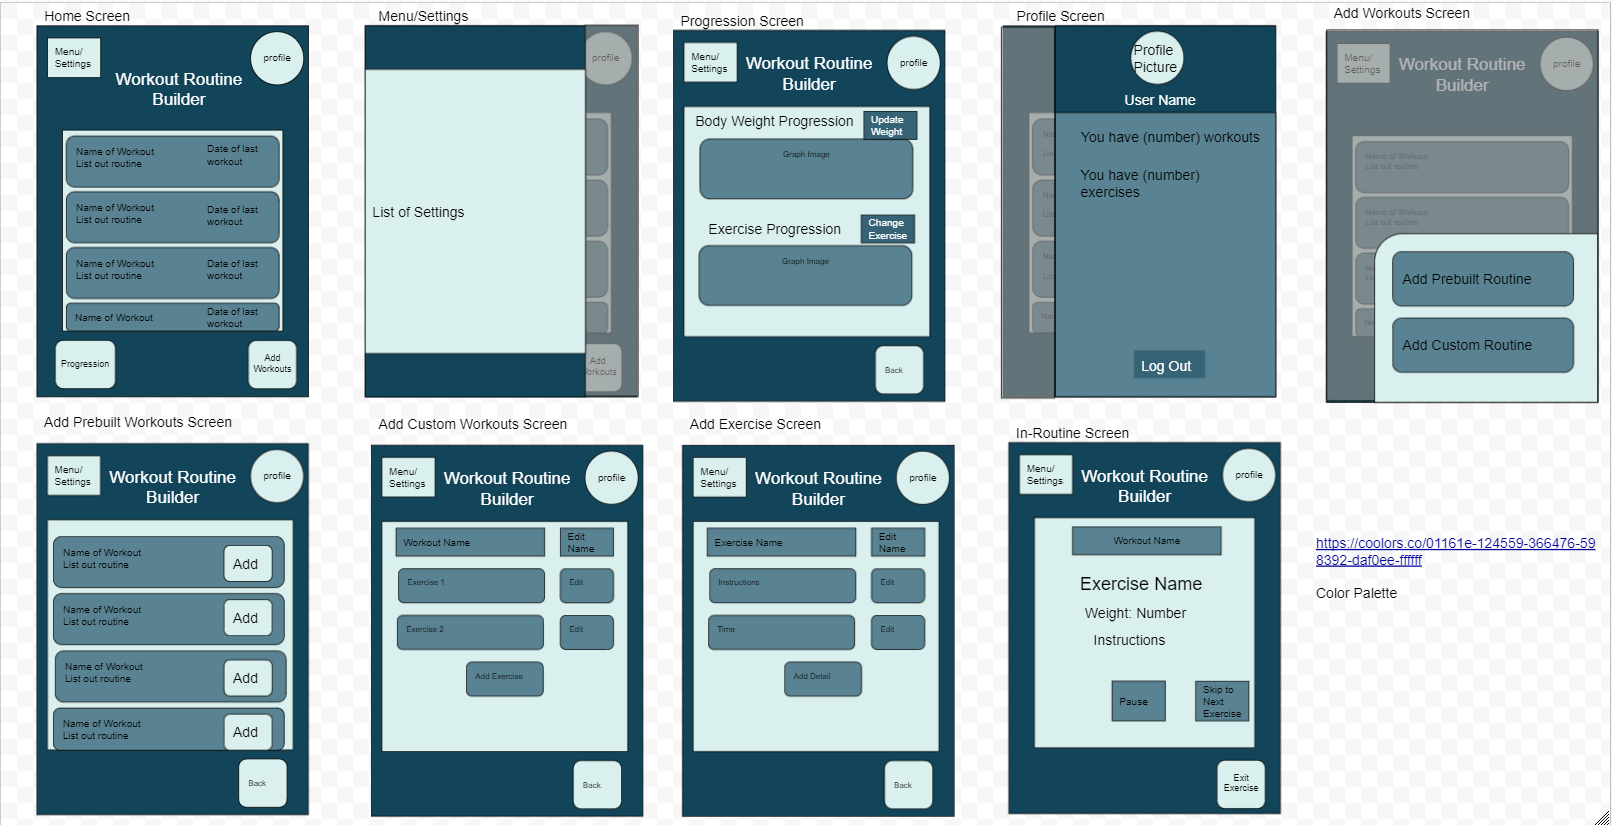 Home Screen
Menu/
Settings
profile
Workout Routine
Builder
Name of Workout
List out routine
Date of last
workout
Name of Workout
List out routine
Date of last
workout
Name of Workout
List out routine
Date of last
workout
Name of Workout
Date of last
workout
Progression
Add
Workouts
Menu/Settings
profile
List of Settings
Add
orkouts
Progression Screen
Menu/
Settings
Workout Routine
Builder
profile
Body Weight Progression
Update
Weight
Graph Image
Exercise Progression
Change
Exercise
Graph Image
Back
Profile Screen
Profile
Picture
User Name
Nar
List
Nar
List
Nar
List
Nar
You have (number) workouts
You have (number)
exercises
Log Out
Add Workouts Screen
Menu/
Settings
Workout Routine
Builder
profile
Name of Workout
List out routine
Name of Workout
List out routine
Add Prebuilt Routine
Add Custom Routine
Add Prebuilt Workouts Screen
Menu/
Settings
Workout Routine
Builder
profile
Name of Workout
List out routine
Add
Name of Workout
List out routine
Add
Name of Workout
List out routine
Add
Name of Workout
List out routine
Add
Back
Add Custom Workouts Screen
Menu/
Settings
Workout Routine
Builder
profile
Workout Name
Edit
Name
Exercise 1
Edit
Exercise 2
Edit
Add Exercise
Back
Add Exercise Screen
Menu/
Settings
Workout Routine
Builder
profile
Exercise Name
Edit
Name
Instructions
Edit
Time
Edit
Add Detail
Back
In-Routine Screen
Menu/
Settings
Workout Routine
Builder
profile
Workout Name
Exercise Name
Weight: Number
Instructions
Pause
Skip to
Next
Exercise
Exit
Exercise
https://coolors.co/01161e-124559-366476-59
8392-daf0ee-ffffff
Color Palette